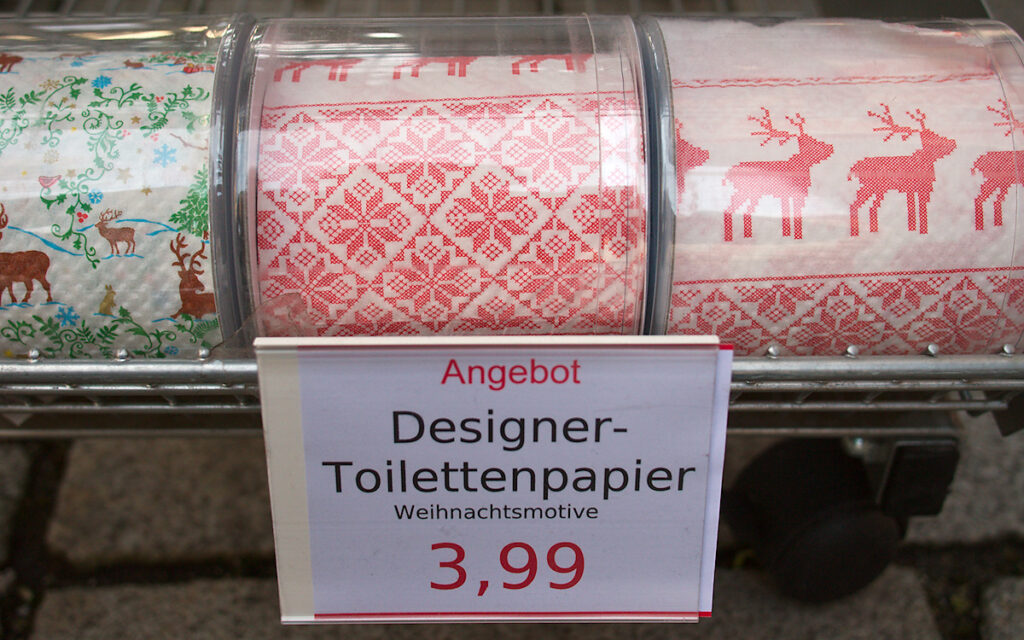 Angebot
Designer-
Toilettenpapier
Weihnachtsmotive
3,99